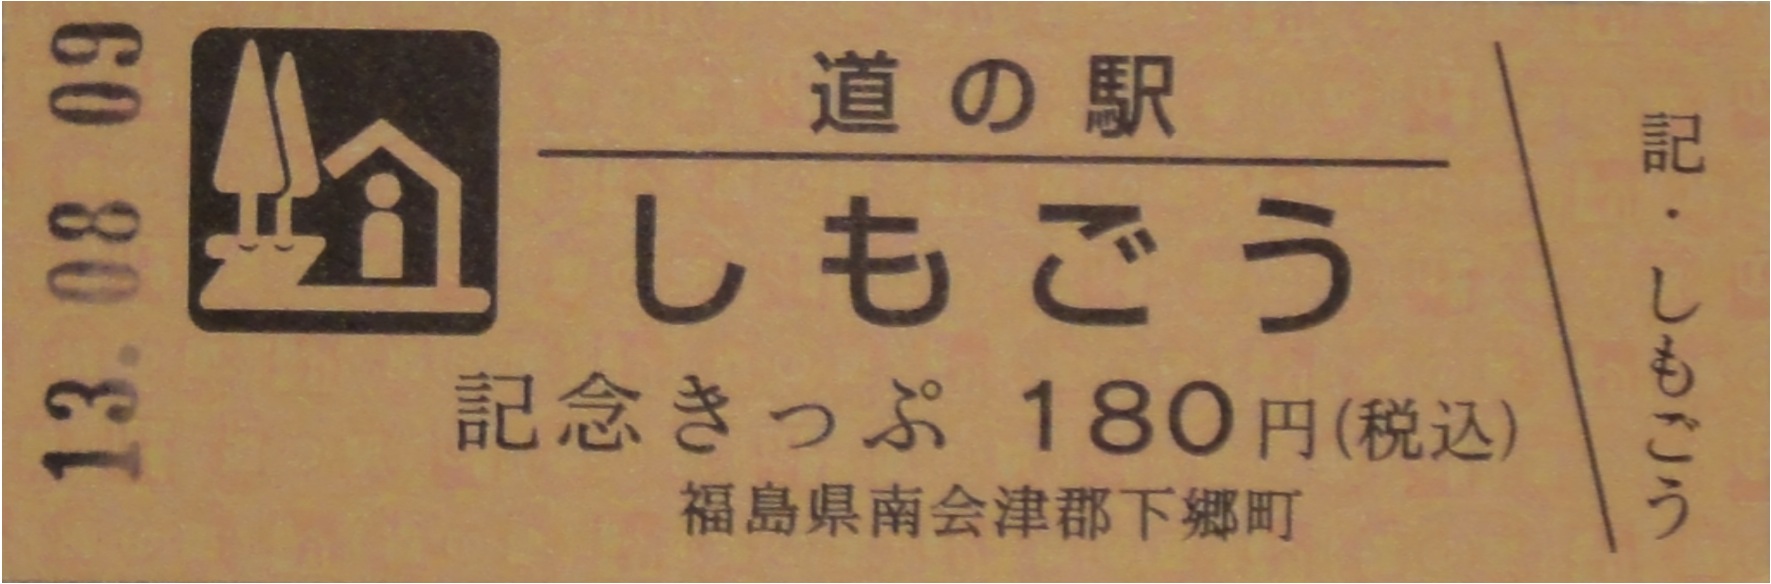 13.08 09
道の駅
しもごう
記念きっぷ 180円(税込)
福島県南会津郡下郷町
記・しもごう